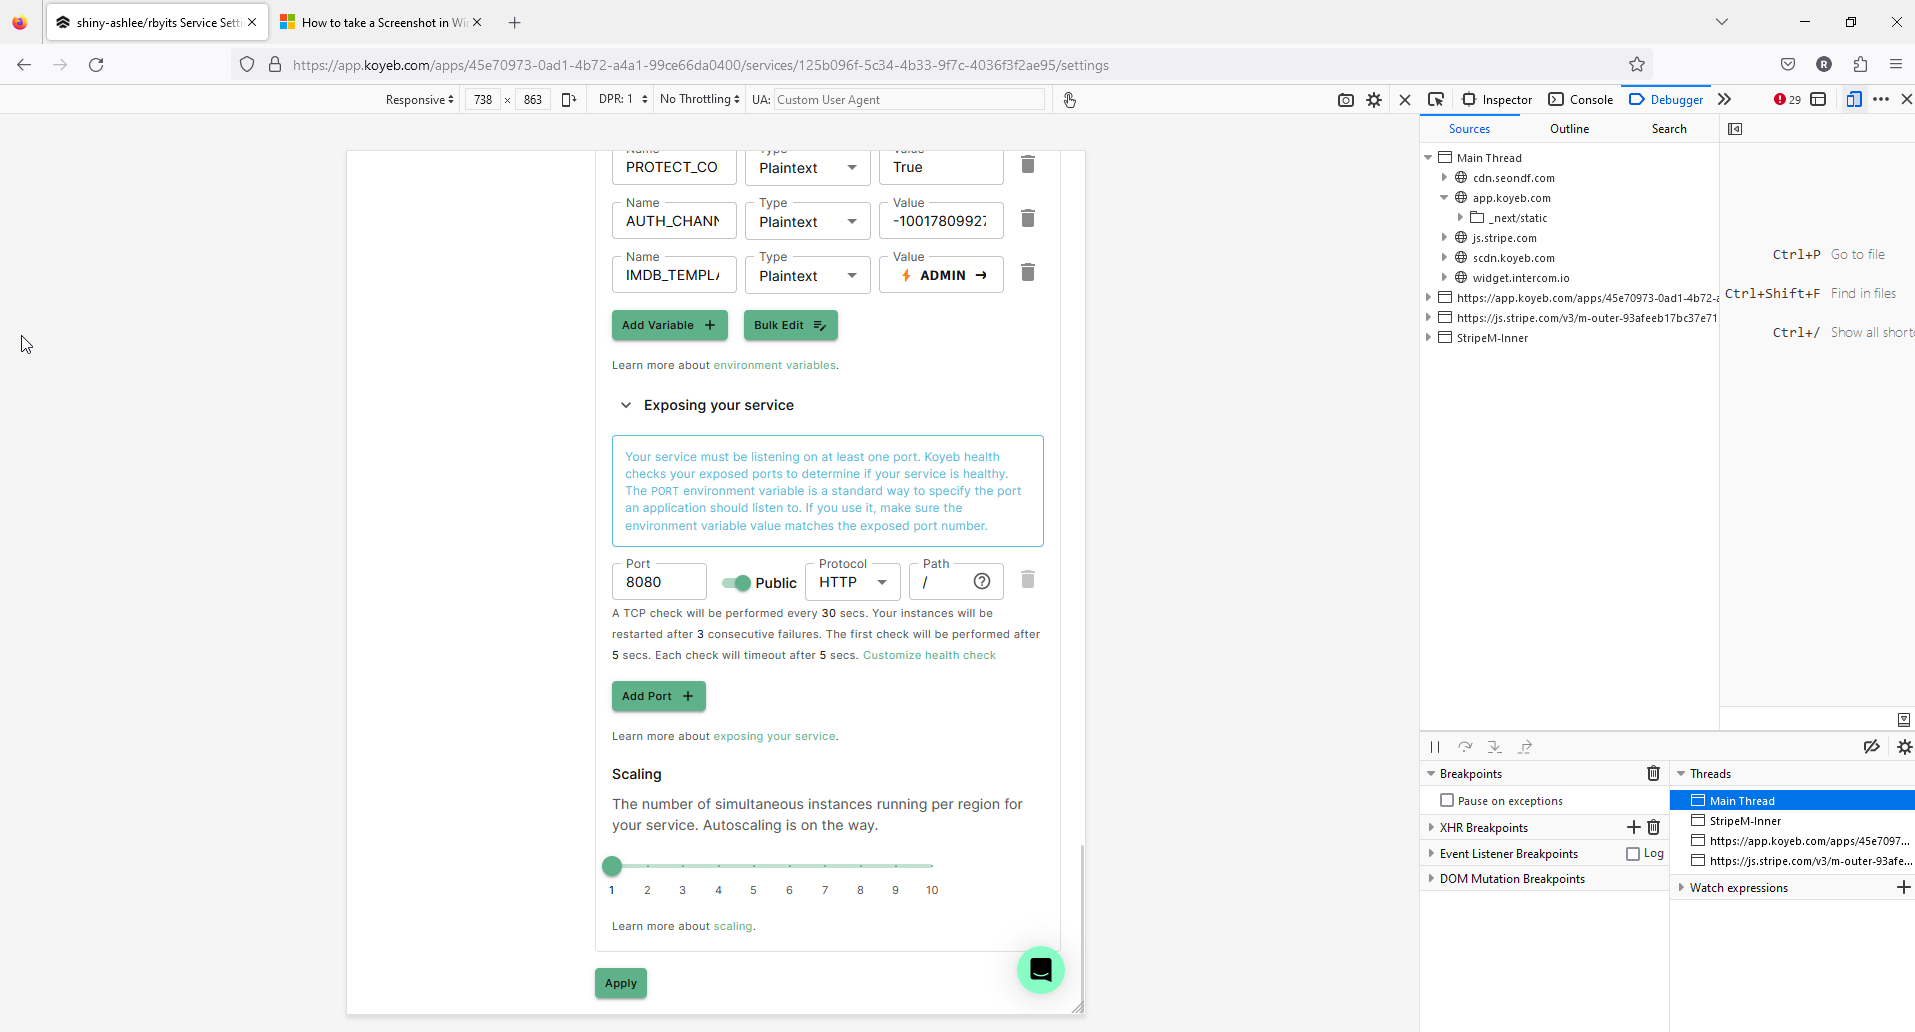 shiny-ashlee/rbyits Service Setti
How to take a Screenshot in Wi
https://app.koyeb.com/apps/45e70973-0ad1-4b72-a4a1-99ce66da0400/services/125b096f-5c34-4b33-9f7c-4036f3f2ae95/settings
R
Responsive 738 × 863 DPR: 1 No Throttling UA: Custom User Agent
Inspector Console Debugger 29
Sources Outline Search
Main Thread
cdn.seondf.com
app.koyeb.com
_next/static
js.stripe.com
scdn.koyeb.com
widget.intercom.io
https://app.koyeb.com/apps/45e70973-0ad1-4b72-a
https://js.stripe.com/v3/m-outer-93afeeb17bc37e71
StripeM-Inner
Ctrl+P Go to file
Ctrl+Shift+F Find in files
Ctrl+/ Show all shortc
Name Type Value
PROTECT_CO Plaintext True
Name Type Value
AUTH_CHANN Plaintext -10017809927
Name Type Value
IMDB_TEMPLA Plaintext ADMIN →
Add Variable + Bulk Edit
Learn more about environment variables.
Exposing your service
Your service must be listening on at least one port. Koyeb health
checks your exposed ports to determine if your service is healthy.
The PORT environment variable is a standard way to specify the port
an application should listen to. If you use it, make sure the
environment variable value matches the exposed port number.
Port Protocol Path
8080 Public HTTP /
A TCP check will be performed every 30 secs. Your instances will be
restarted after 3 consecutive failures. The first check will be performed after
5 secs. Each check will timeout after 5 secs. Customize health check
Add Port +
Learn more about exposing your service.
Scaling
The number of simultaneous instances running per region for
your service. Autoscaling is on the way.
1 2 3 4 5 6 7 8 9 10
Learn more about scaling.
Apply
Breakpoints
Pause on exceptions
XHR Breakpoints
Event Listener Breakpoints Log
DOM Mutation Breakpoints
Threads
Main Thread
StripeM-Inner
https://app.koyeb.com/apps/45e7097...
https://js.stripe.com/v3/m-outer-93afe...
Watch expressions